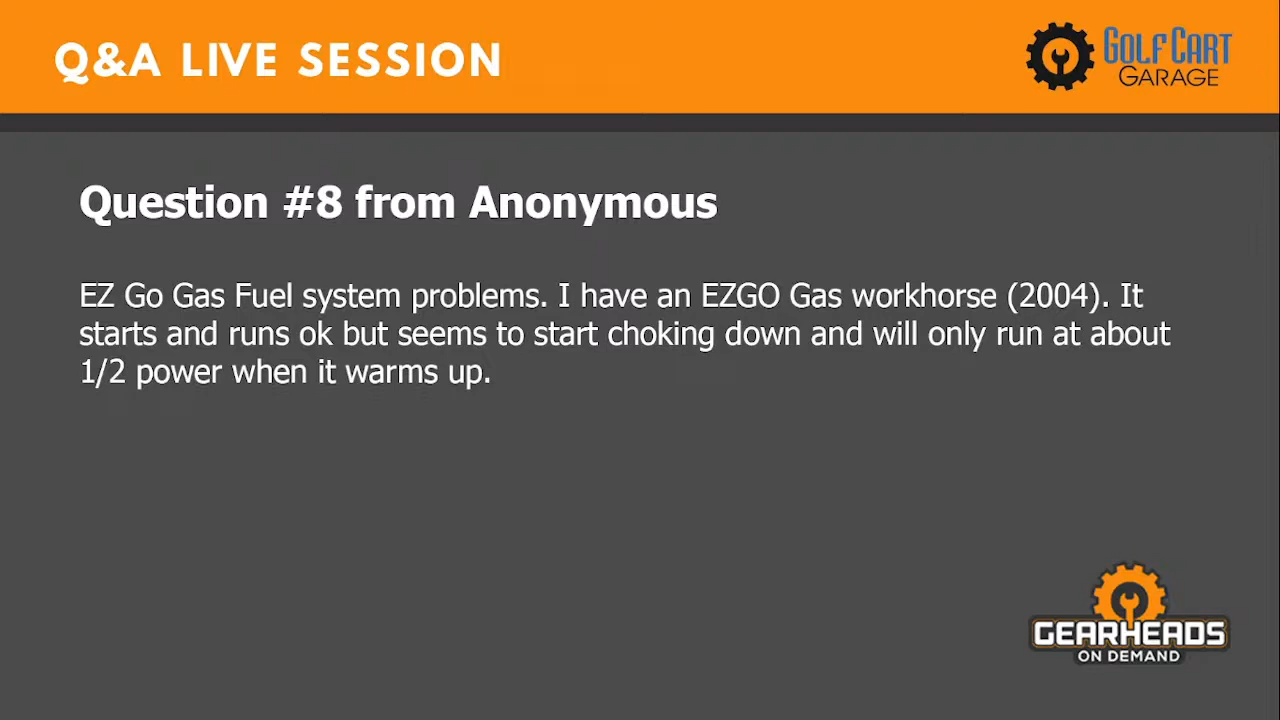 Q&A LIVE SESSION
GOLF CART
GARAGE
Question #8 from Anonymous
EZ Go Gas Fuel system problems. I have an EZGO Gas workhorse (2004). It
starts and runs ok but seems to start choking down and will only run at about
1/2 power when it warms up.
GEARHEADS
ON DEMAND